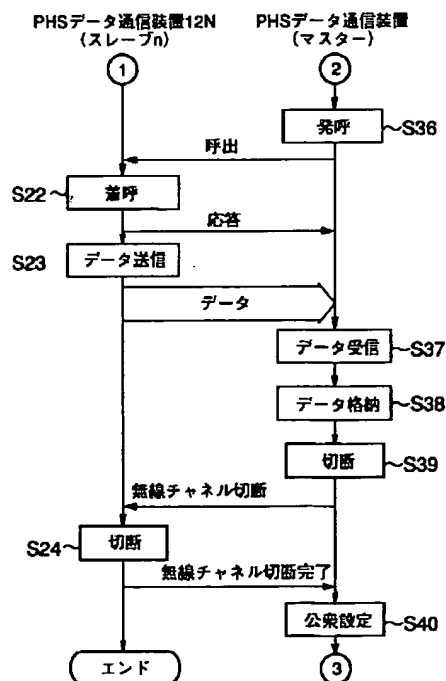 PHSデータ通信装置12N
(スレーブn)
PHSデータ通信装置
(マスター)
1
2
発呼
S36
呼出
S22
着呼
応答
S23
データ送信
データ
データ受信
S37
データ格納
S38
切断
S39
無線チャネル切断
S24
切断
無線チャネル切断完了
公衆設定
S40
エンド
3